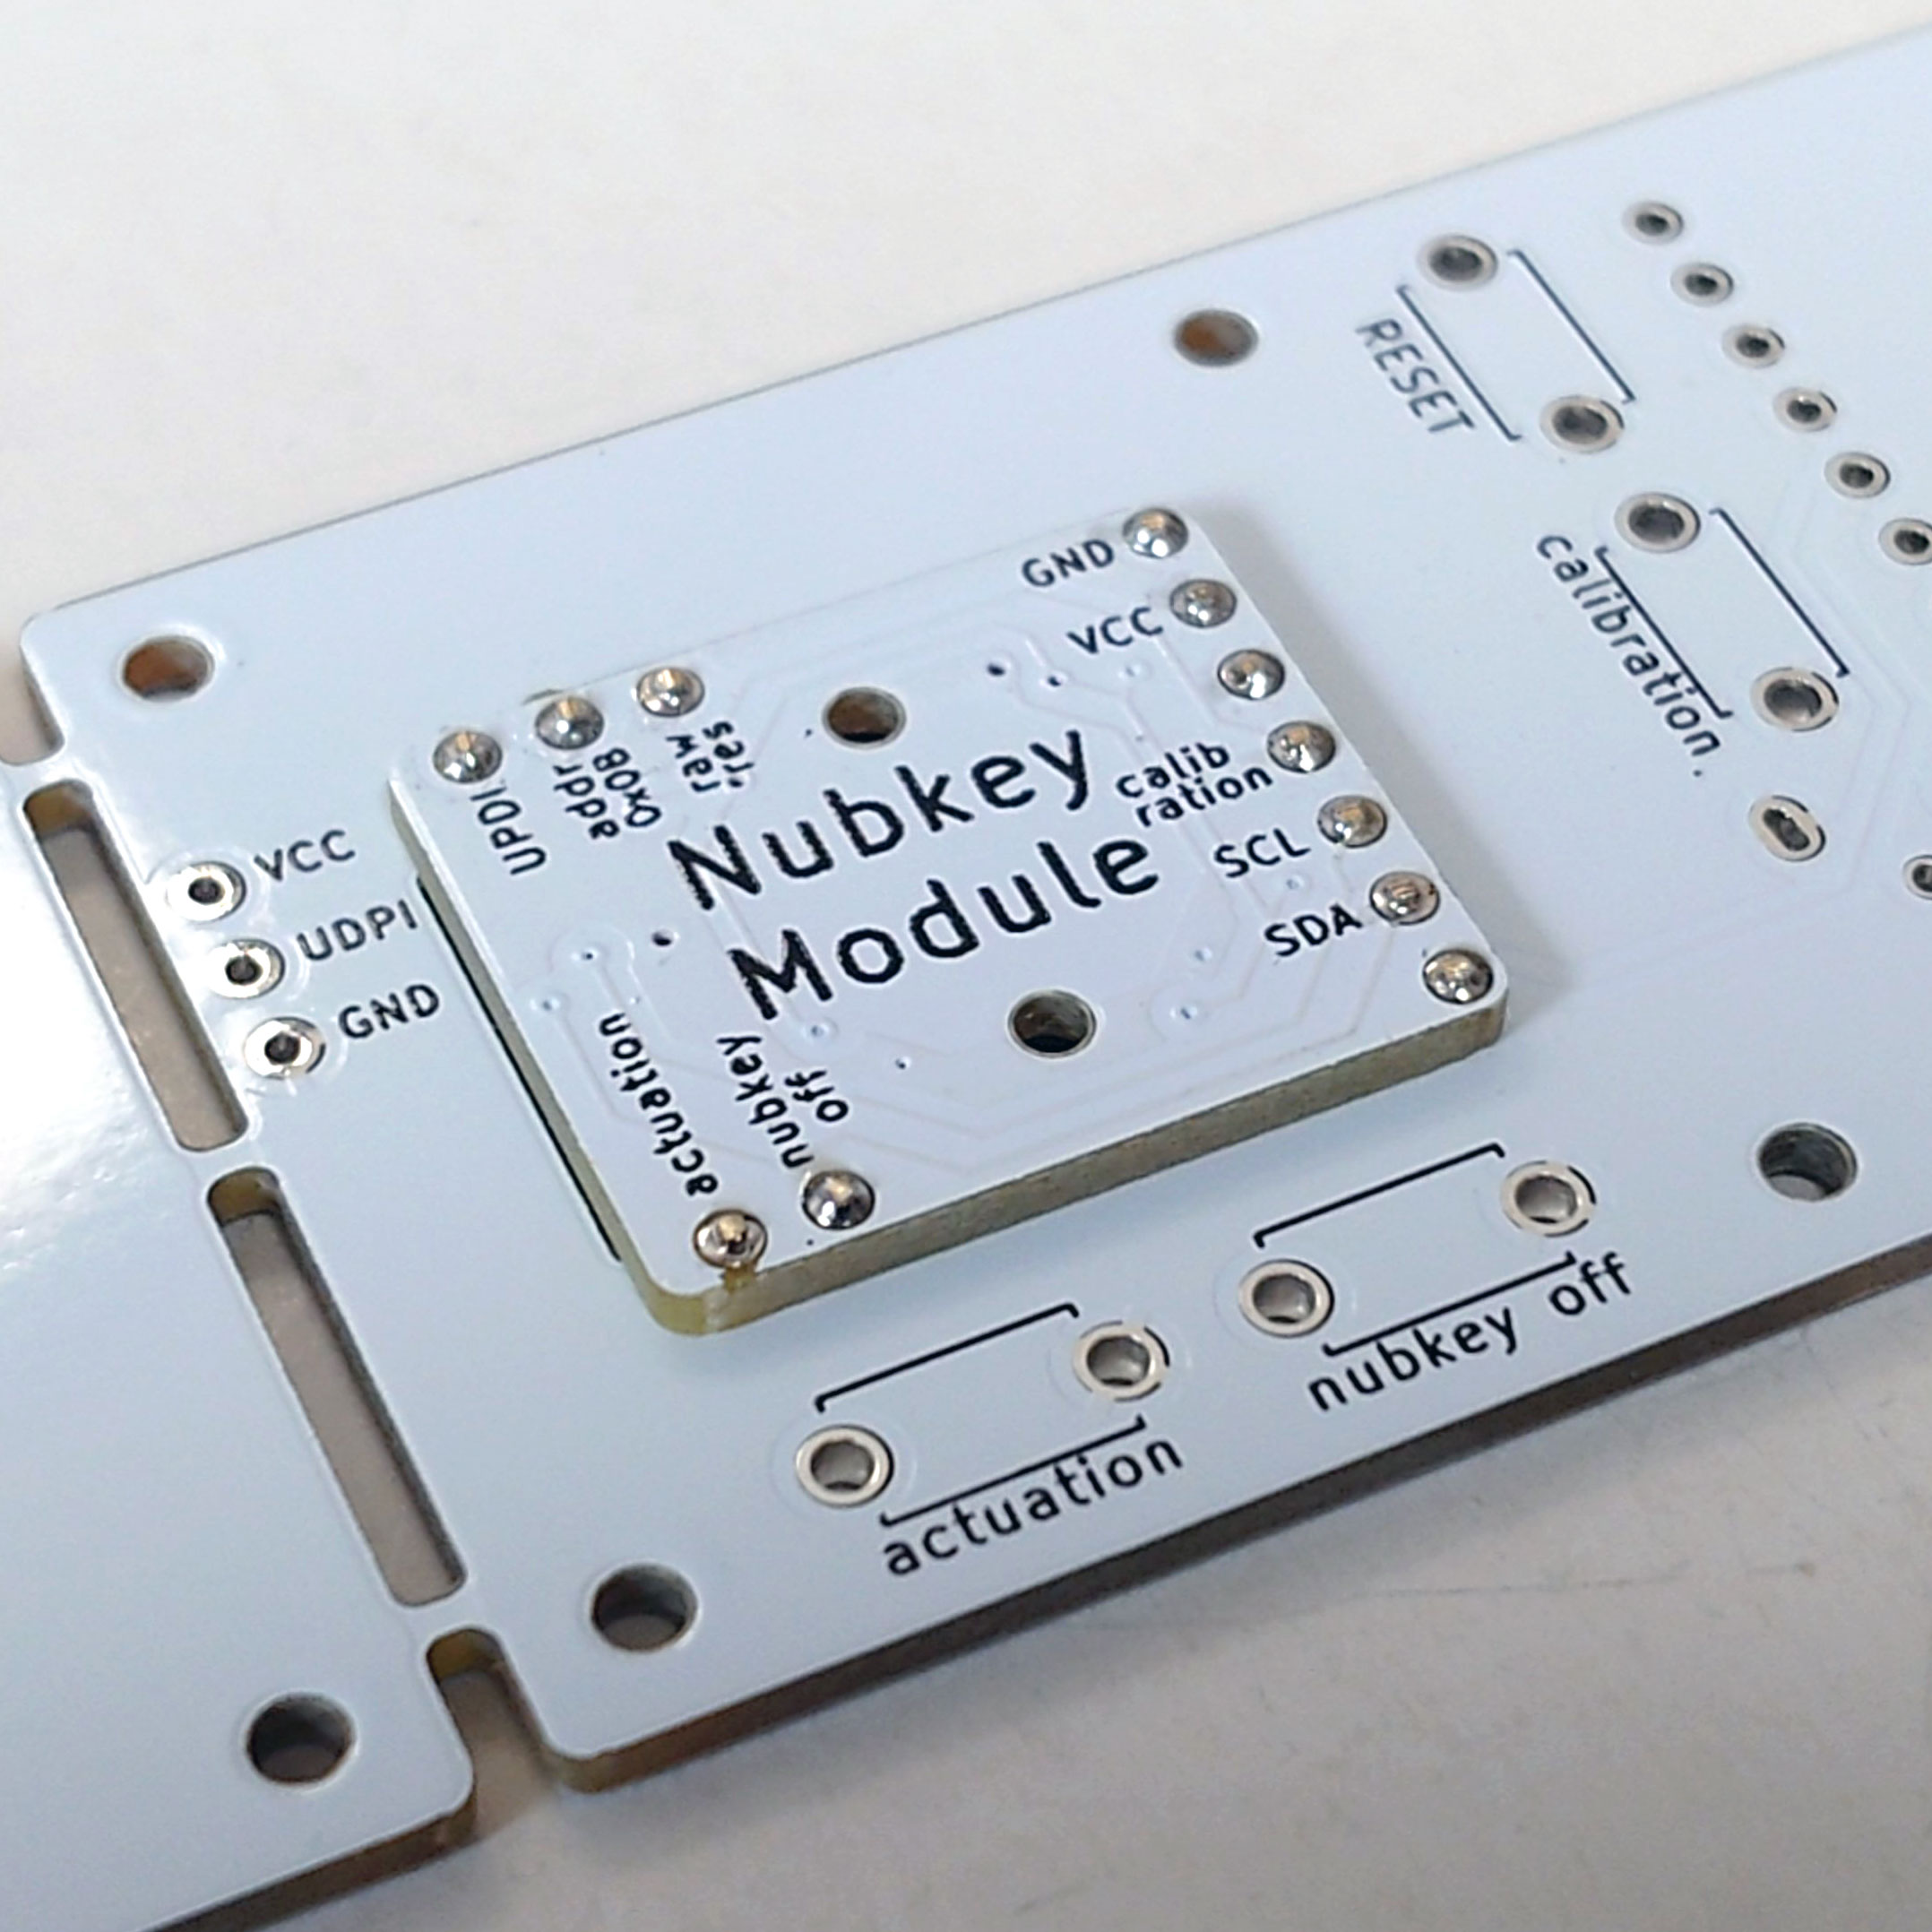 RESET
calibration.
GND
VCC
calib
ration
SCL
SDA
UPDI
addr
0x0B
'raw
'res
Nubkey
Module
actuation
nubkey
off
VCC
UDPI
GND
nubkey off
actuation